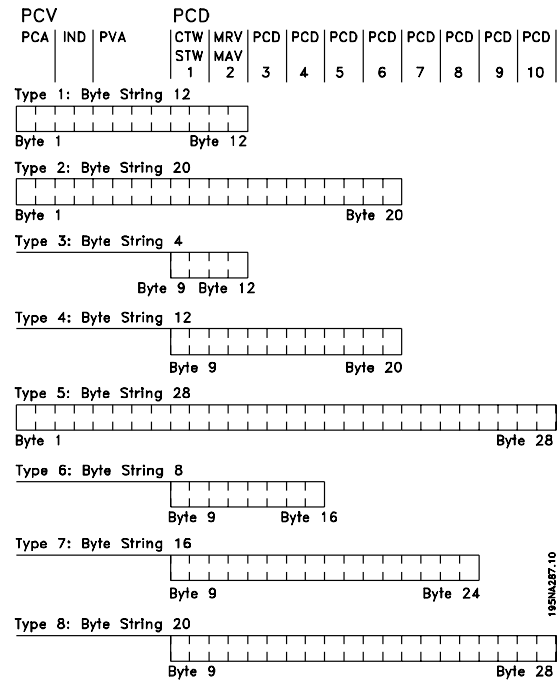 PCV PCD
PCA IND PVA CTW MRV PCD PCD PCD PCD PCD PCD PCD PCD
STW MAV
1 2 3 4 5 6 7 8 9 10
Type 1: Byte String 12
Byte 1 Byte 12
Type 2: Byte String 20
Byte 1 Byte 20
Type 3: Byte String 4
Byte 9 Byte 12
Type 4: Byte String 12
Byte 9 Byte 20
Type 5: Byte String 28
Byte 1 Byte 28
Type 6: Byte String 8
Byte 9 Byte 16
Type 7: Byte String 16
Byte 9 Byte 24
195NA287.10
Type 8: Byte String 20
Byte 9 Byte 28